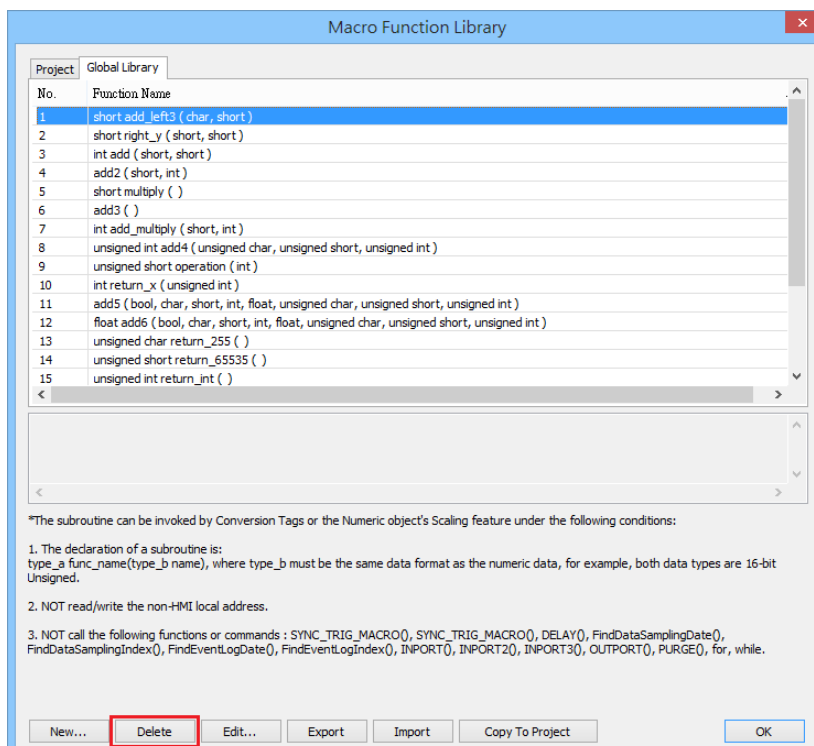 Macro Function Library
Project Global Library
No. Function Name
1 short add_left3 ( char, short )
2 short right_y ( short, short )
3 int add ( short, short )
4 add2 ( short, int )
5 short multiply ( )
6 add3 ( )
7 int add_multiply ( short, int )
8 unsigned int add4 ( unsigned char, unsigned short, unsigned int )
9 unsigned short operation ( int )
10 int return_x ( unsigned int )
11 add5 ( bool, char, short, int, float, unsigned char, unsigned short, unsigned int )
12 float add6 ( bool, char, short, int, float, unsigned char, unsigned short, unsigned int )
13 unsigned char return_255 ( )
14 unsigned short return_65535 ( )
15 unsigned int return_int ( )
*The subroutine can be invoked by Conversion Tags or the Numeric object's Scaling feature under the following conditions:
1. The declaration of a subroutine is:
type_a func_name(type_b name), where type_b must be the same data format as the numeric data, for example, both data types are 16-bit
Unsigned.
2. NOT read/write the non-HMI local address.
3. NOT call the following functions or commands : SYNC_TRIG_MACRO(), SYNC_TRIG_MACRO(), DELAY(), FindDataSamplingDate(),
FindDataSamplingIndex(), FindEventLogDate(), FindEventLogIndex(), INPORT(), INPORT2(), INPORT3(), OUTPORT(), PURGE(), for, while.
New... Delete Edit... Export Import Copy To Project OK